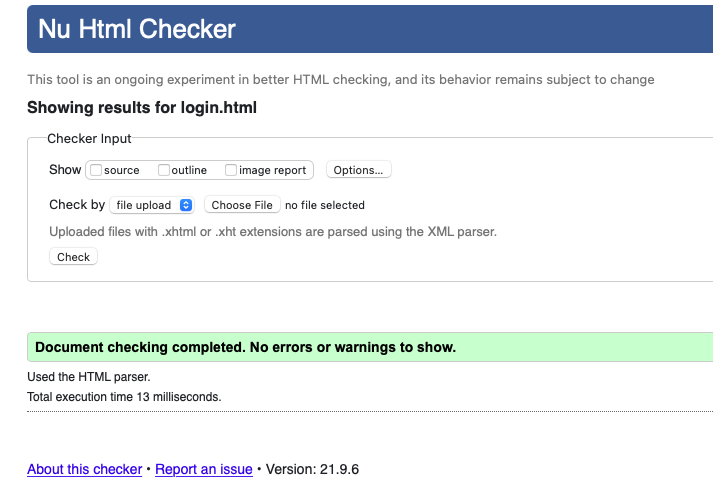 Nu Html Checker
This tool is an ongoing experiment in better HTML checking, and its behavior remains subject to change
Showing results for login.html
Checker Input
Show source outline image report Options...
Check by file upload Choose File no file selected
Uploaded files with .xhtml or .xht extensions are parsed using the XML parser.
Check
Document checking completed. No errors or warnings to show.
Used the HTML parser.
Total execution time 13 milliseconds.
About this checker • Report an issue • Version: 21.9.6